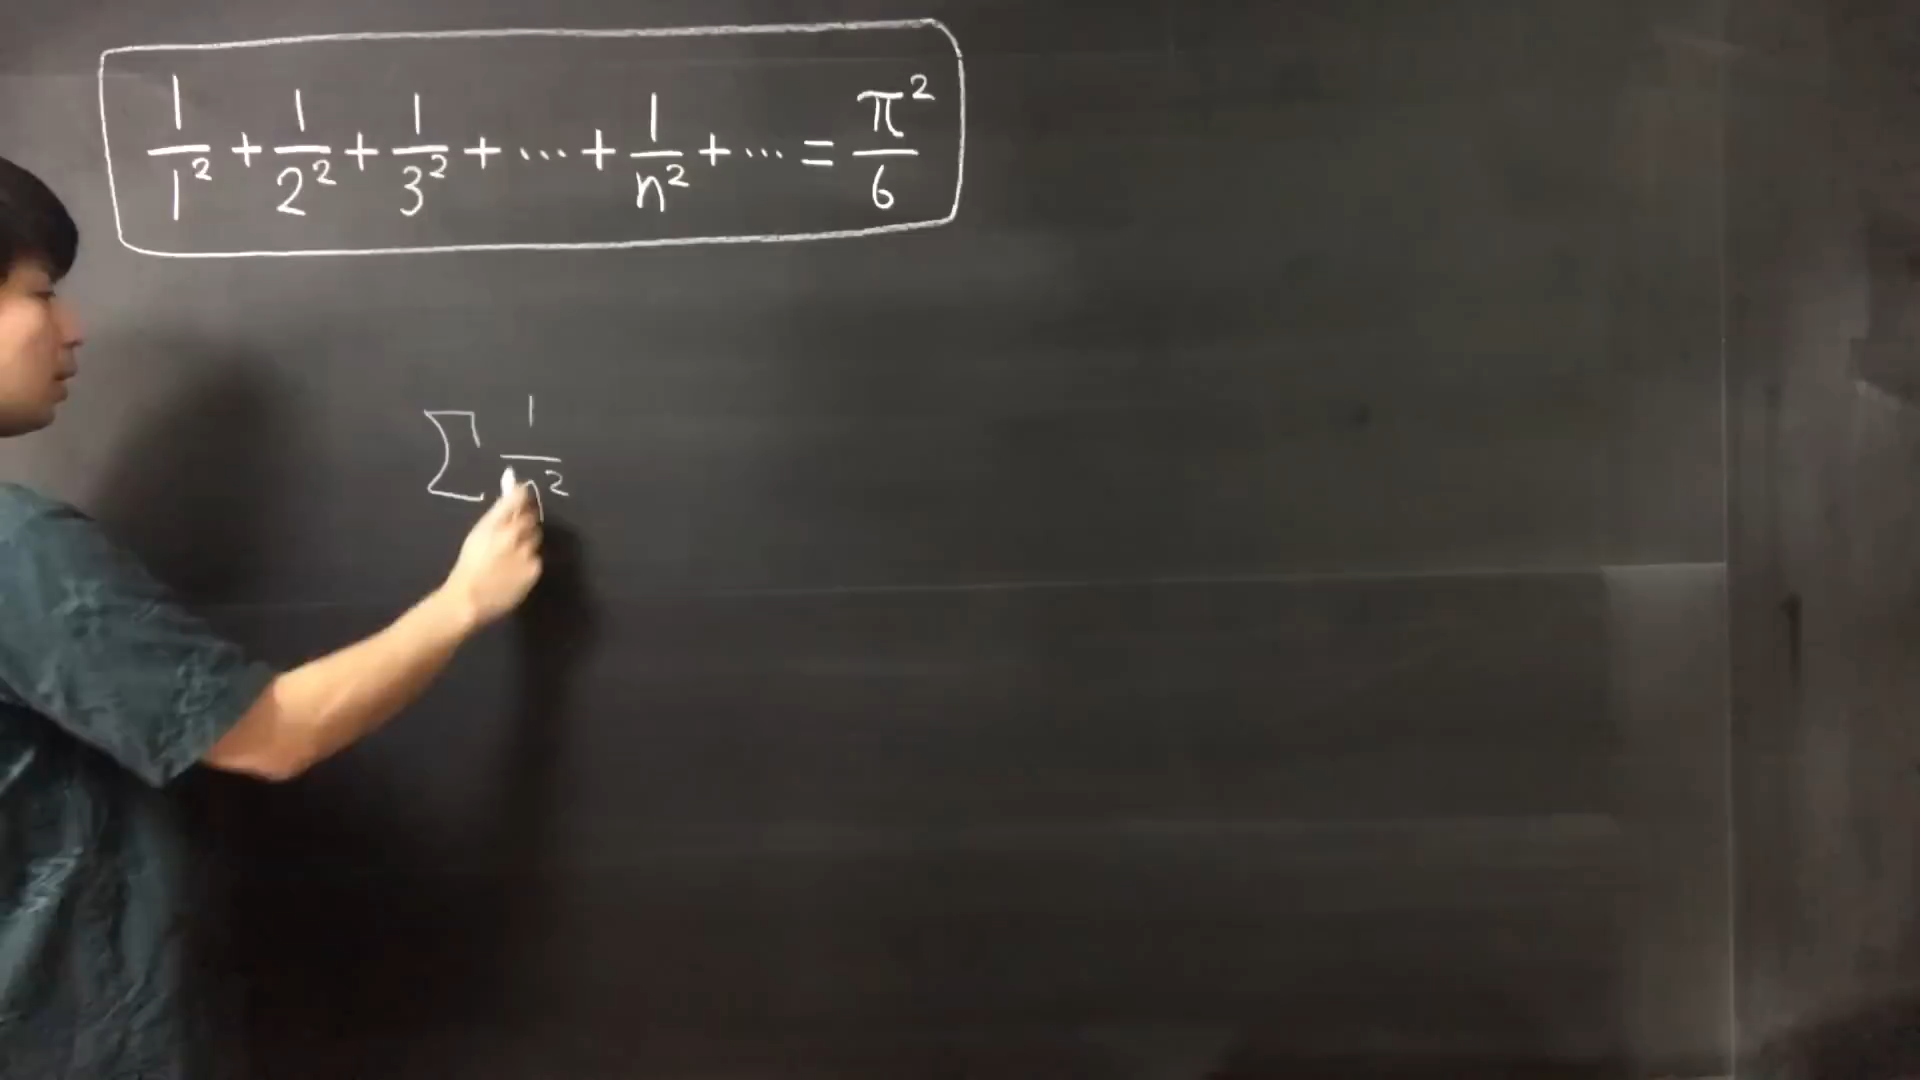 1/1² + 1/2² + 1/3² + ... + 1/n² + ... = π²/6
Σ 1/n²